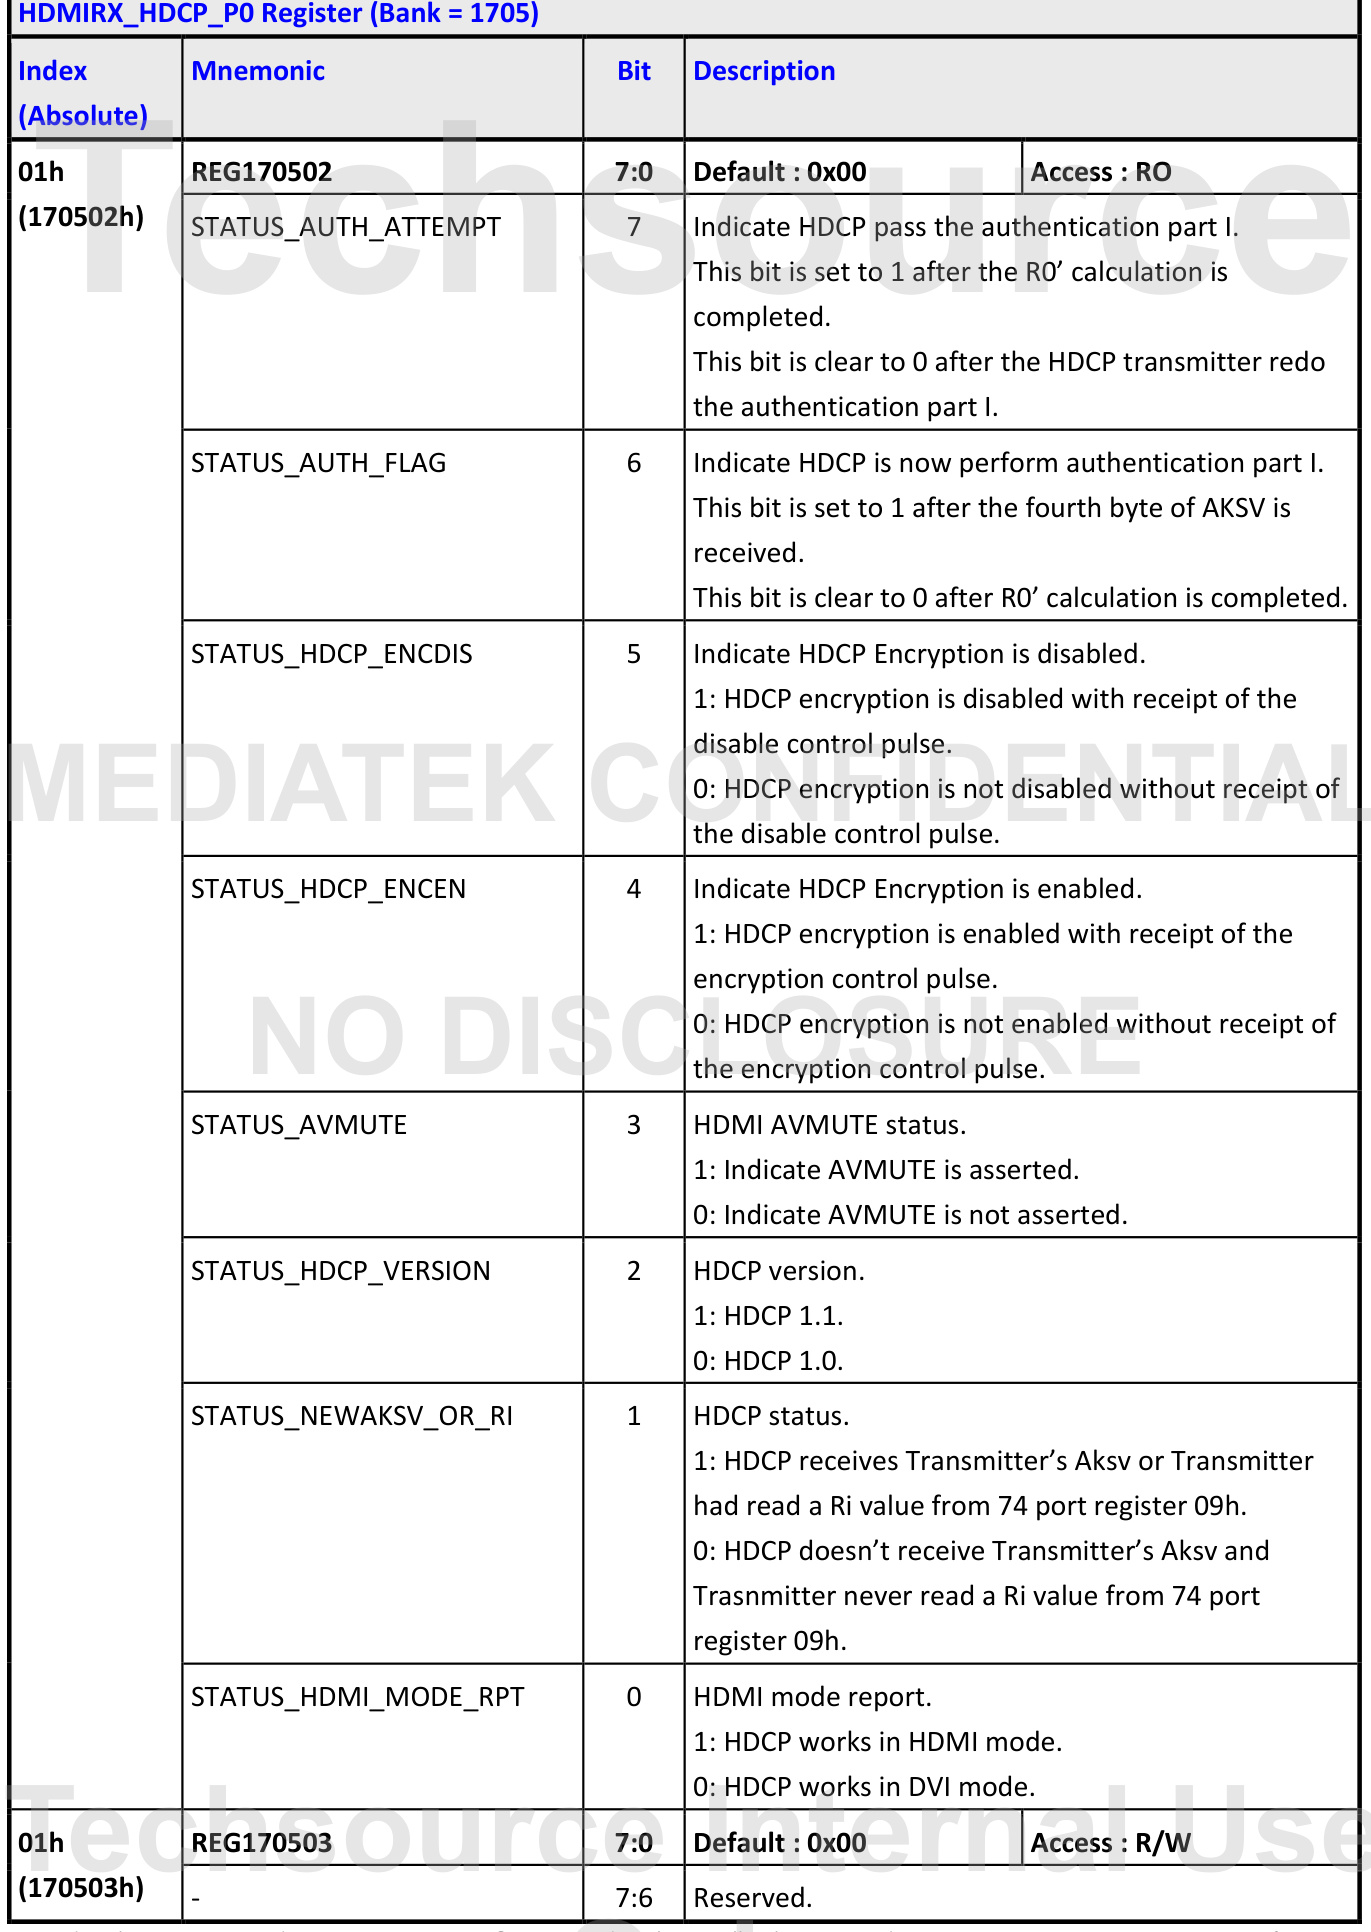 HDMIRX_HDCP_P0 Register (Bank = 1705)
Index (Absolute) Mnemonic Bit Description
01h (170502h) REG170502 7:0 Default : 0x00 Access : RO
STATUS_AUTH_ATTEMPT 7 Indicate HDCP pass the authentication part I.
This bit is set to 1 after the R0’ calculation is
completed.
This bit is clear to 0 after the HDCP transmitter redo
the authentication part I.
STATUS_AUTH_FLAG 6 Indicate HDCP is now perform authentication part I.
This bit is set to 1 after the fourth byte of AKSV is
received.
This bit is clear to 0 after R0’ calculation is completed.
STATUS_HDCP_ENCDIS 5 Indicate HDCP Encryption is disabled.
1: HDCP encryption is disabled with receipt of the
disable control pulse.
0: HDCP encryption is not disabled without receipt of
the disable control pulse.
STATUS_HDCP_ENCEN 4 Indicate HDCP Encryption is enabled.
1: HDCP encryption is enabled with receipt of the
encryption control pulse.
0: HDCP encryption is not enabled without receipt of
the encryption control pulse.
STATUS_AVMUTE 3 HDMI AVMUTE status.
1: Indicate AVMUTE is asserted.
0: Indicate AVMUTE is not asserted.
STATUS_HDCP_VERSION 2 HDCP version.
1: HDCP 1.1.
0: HDCP 1.0.
STATUS_NEWAKSV_OR_RI 1 HDCP status.
1: HDCP receives Transmitter’s Aksv or Transmitter
had read a Ri value from 74 port register 09h.
0: HDCP doesn’t receive Transmitter’s Aksv and
Trasnmitter never read a Ri value from 74 port
register 09h.
STATUS_HDMI_MODE_RPT 0 HDMI mode report.
1: HDCP works in HDMI mode.
0: HDCP works in DVI mode.
01h (170503h) REG170503 7:0 Default : 0x00 Access : R/W
- 7:6 Reserved.
Techsource
MEDIATEK CONFIDENTIAL
NO DISCLOSURE
Techsource Internal Use